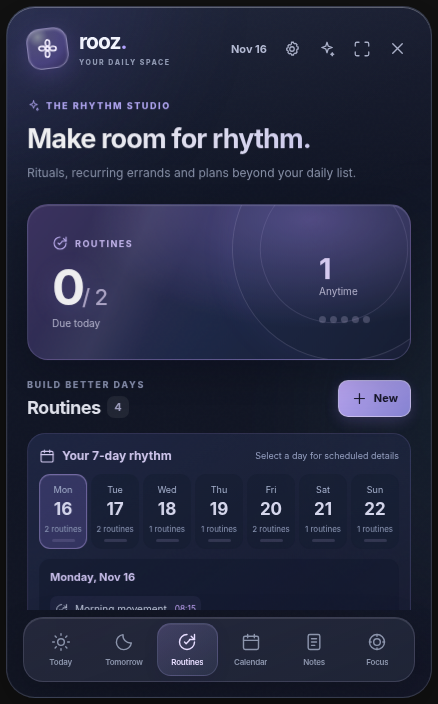 rooz.
YOUR DAILY SPACE
Nov 16
THE RHYTHM STUDIO
Make room for rhythm.
Rituals, recurring errands and plans beyond your daily list.
ROUTINES
0/ 2
Due today
1
Anytime
BUILD BETTER DAYS
Routines 4
New
Your 7-day rhythm
Select a day for scheduled details
Mon Tue Wed Thu Fri Sat Sun
16 17 18 19 20 21 22
2 routines 2 routines 1 routines 1 routines 2 routines 1 routines 1 routines
Monday, Nov 16
Morning movement 08:15
Today Tomorrow Routines Calendar Notes Focus